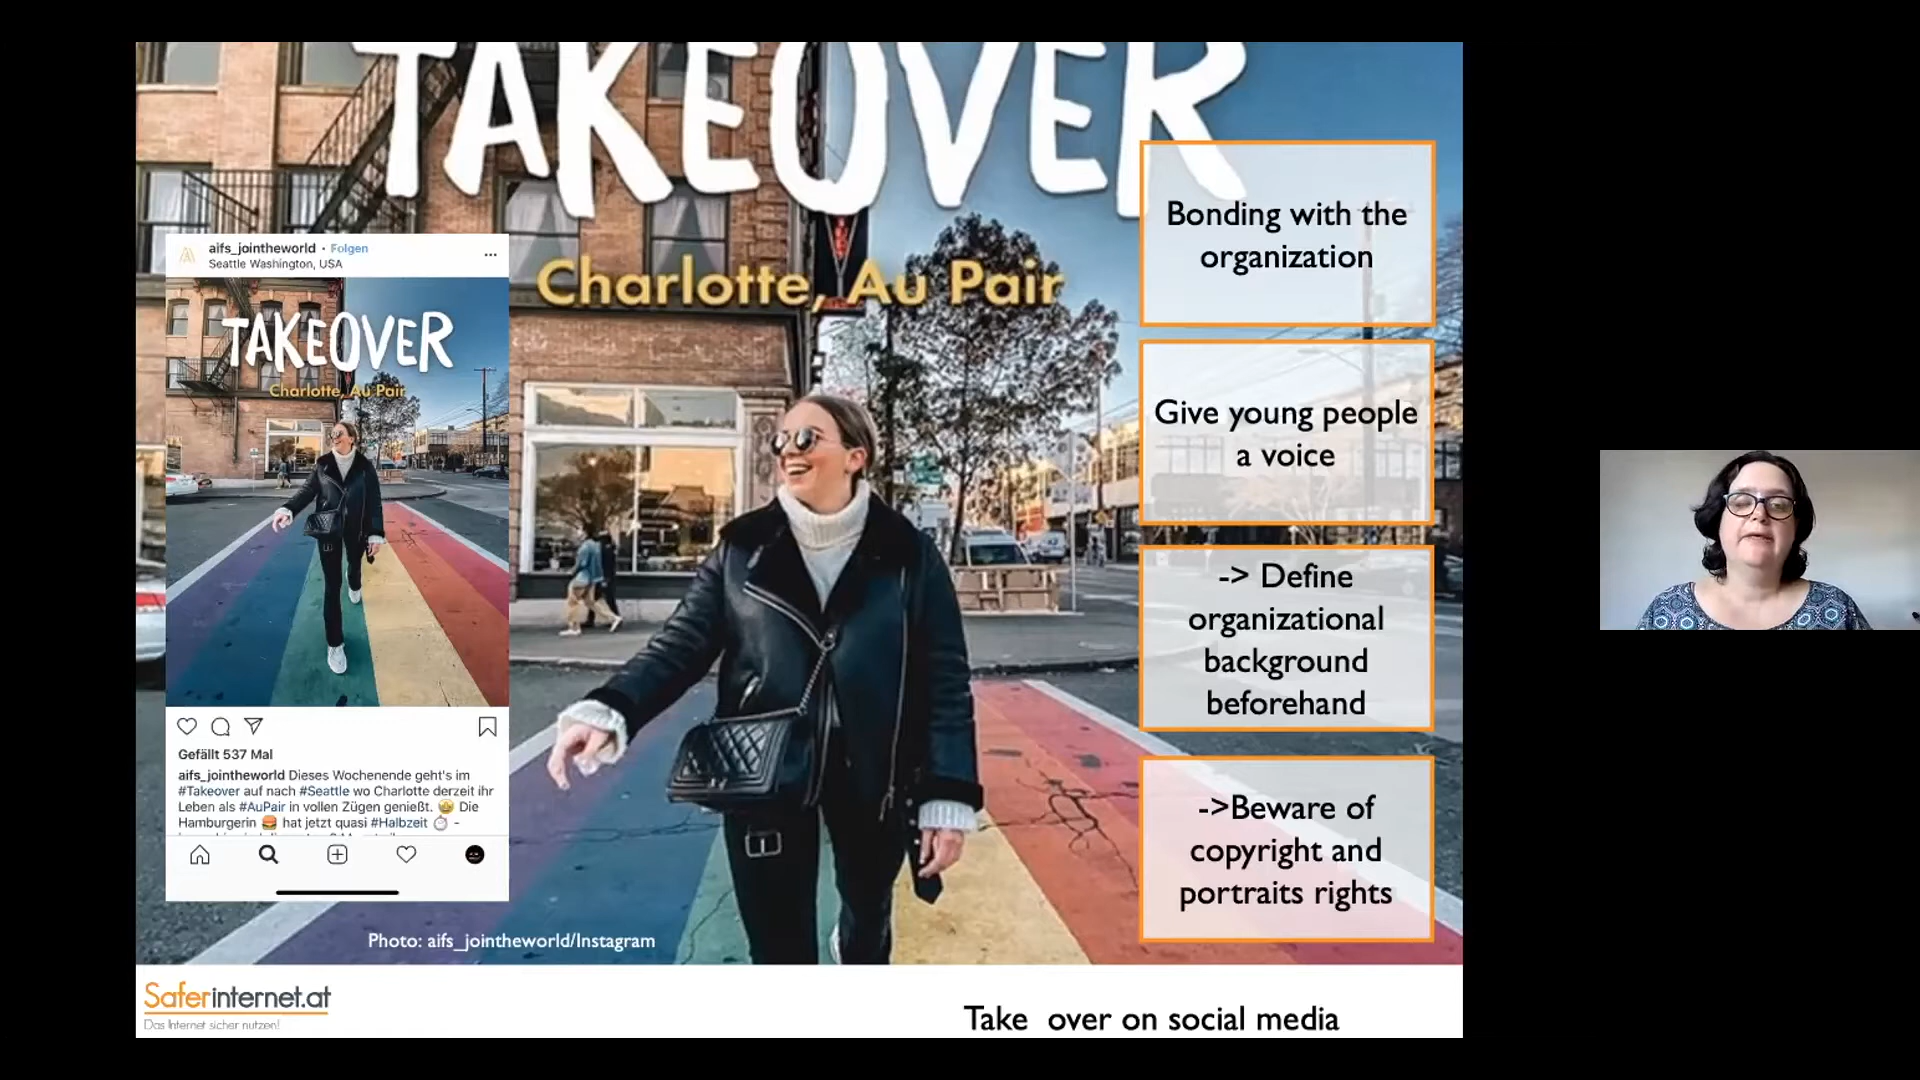 TAKEOVER
Charlotte, Au Pair
aifs_jointheworld • Folgen
Seattle Washington, USA
TAKEOVER
Charlotte, Au Pair
Gefällt 537 Mal
aifs_jointheworld Dieses Wochenende geht's im
#Takeover auf nach #Seattle wo Charlotte derzeit ihr
Leben als #AuPair in vollen Zügen genießt. 🤩 Die
Hamburgerin 🍔 hat jetzt quasi #Halbzeit ⏱ -
Photo: aifs_jointheworld/Instagram
Bonding with the
organization
Give young people
a voice
-> Define
organizational
background
beforehand
->Beware of
copyright and
portraits rights
Saferinternet.at
Das Internet sicher nutzen!
Take over on social media